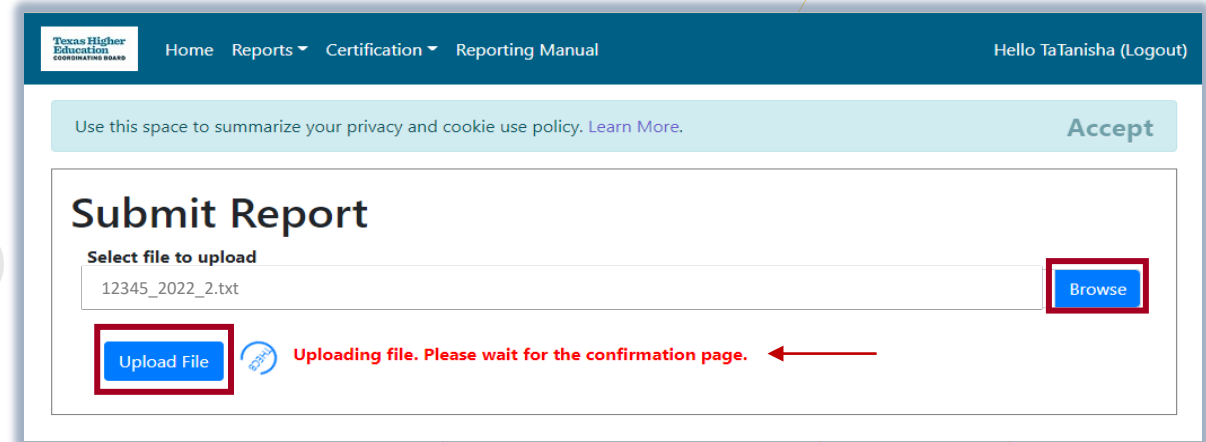 Texas Higher
Education
COORDINATING BOARD
Home Reports Certification Reporting Manual Hello TaTanisha (Logout)
Use this space to summarize your privacy and cookie use policy. Learn More. Accept
Submit Report
Select file to upload
12345_2022_2.txt Browse
Upload File Uploading file. Please wait for the confirmation page.